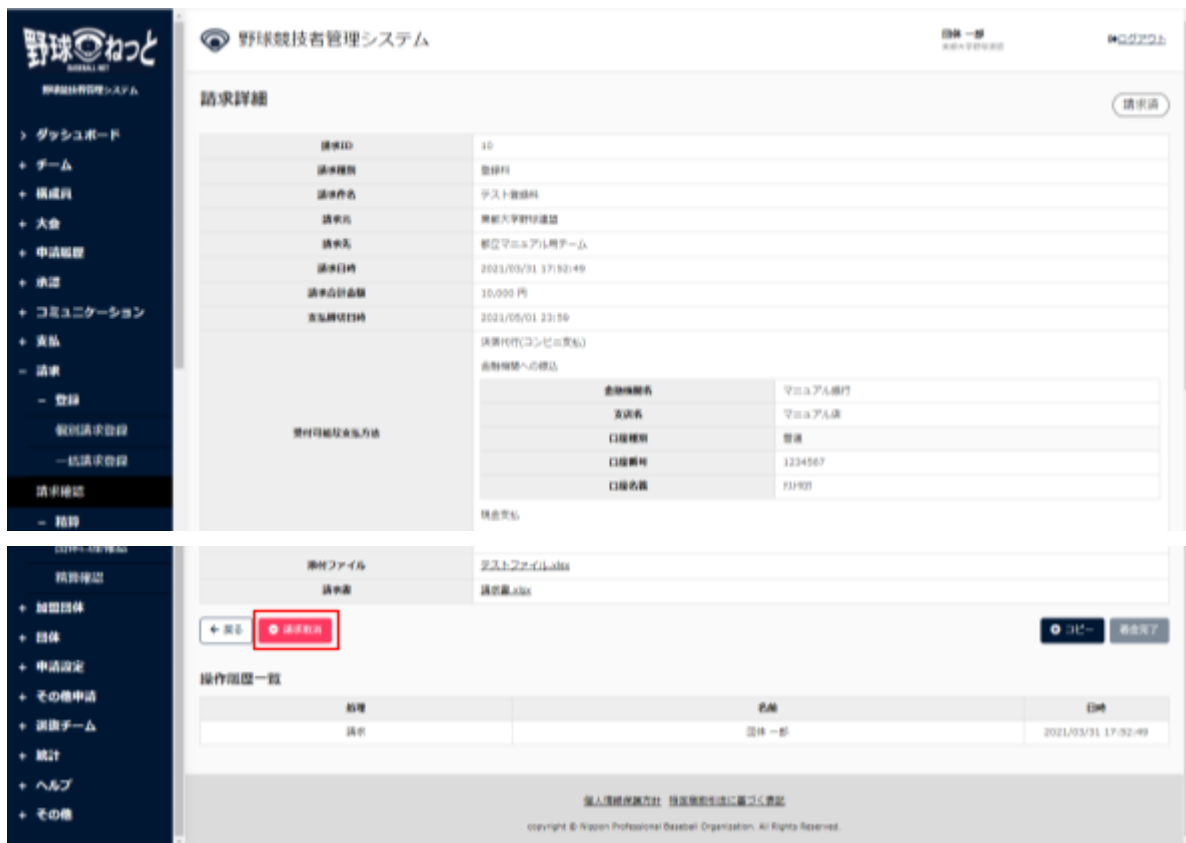 野球ねっと
BASEBALL NET
野球競技者管理システム
> ダッシュボード
+ チーム
+ 構成員
+ 大会
+ 申請履歴
+ 承認
+ コミュニケーション
+ 支払
− 請求
− 登録
個別請求登録
一括請求登録
請求確認
− 精算
野球競技者管理システム
団体 一郎
ログアウト
請求詳細
請求済
請求ID 10
請求種別 登録料
請求件名 テスト登録料
請求元 東都大学野球連盟
請求先 都立マニュアル用チーム
請求日時 2021/03/31 17:52:49
請求合計金額 10,000 円
支払締切日時 2021/05/01 23:59
受付可能な支払方法
決済代行(コンビニ支払)
金融機関への振込
金融機関名 マニュアル銀行
支店名 マニュアル店
口座種別 普通
口座番号 1234567
口座名義
現金支払
精算確認
+ 加盟団体
+ 団体
+ 申請設定
+ その他申請
+ 選抜チーム
+ 統計
+ ヘルプ
+ その他
添付ファイル テストファイル.xlsx
請求書 請求書.xlsx
← 戻る
請求取消
コピー
着金完了
操作履歴一覧
処理 名前 日時
請求 団体 一郎 2021/03/31 17:52:49
個人情報保護方針 特定商取引法に基づく表記
copyright © Nippon Professional Baseball Organization. All Rights Reserved.